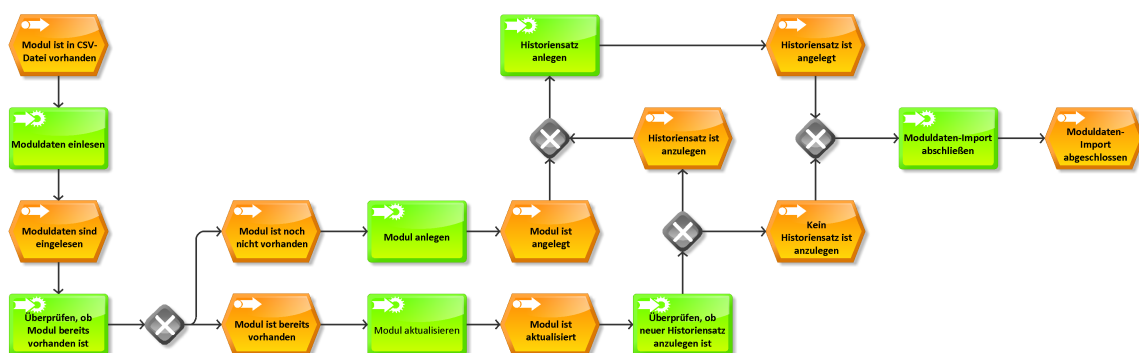 Modul ist in CSV-
Datei vorhanden
Moduldaten einlesen
Moduldaten sind
eingelesen
Überprüfen, ob
Modul bereits
vorhanden ist
Modul ist noch
nicht vorhanden
Modul anlegen
Modul ist
angelegt
Modul ist bereits
vorhanden
Modul aktualisieren
Modul ist
aktualisiert
Überprüfen, ob
neuer Historiensatz
anzulegen ist
Historiensatz ist
anzulegen
Kein
Historiensatz ist
anzulegen
Historiensatz
anlegen
Historiensatz ist
angelegt
Moduldaten-Import
abschließen
Moduldaten-
Import
abgeschlossen